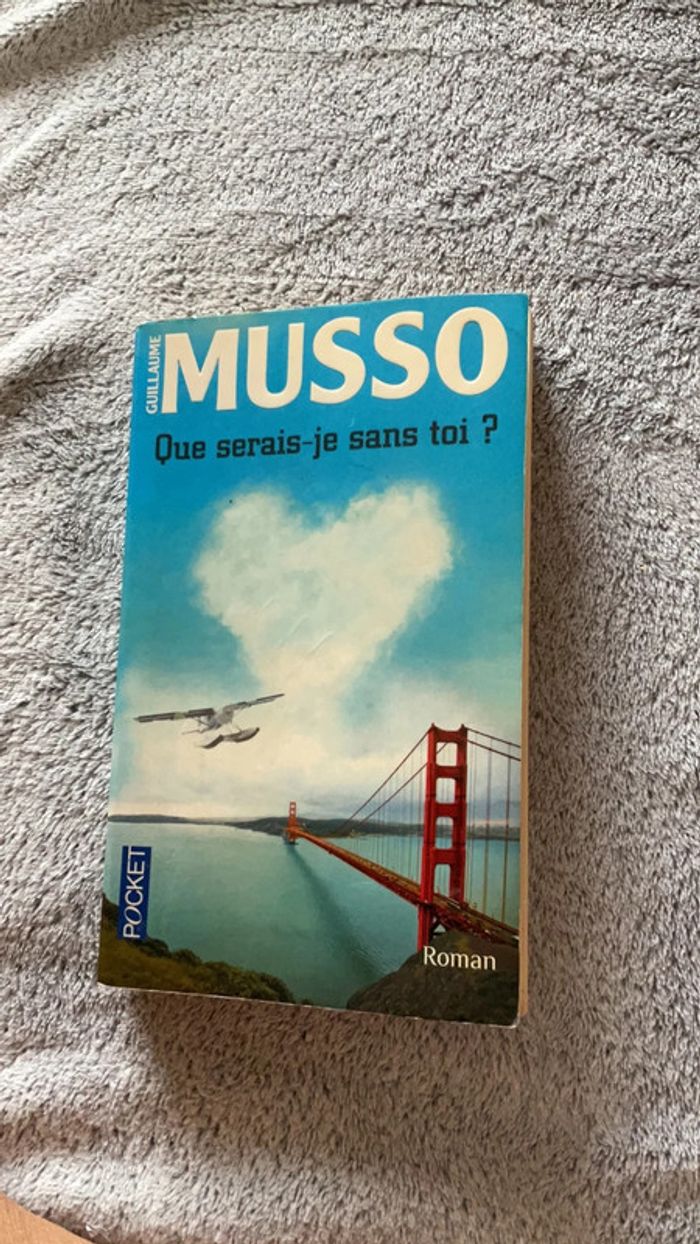 GUILLAUME
MUSSO
Que serais-je sans toi ?
POCKET
Roman